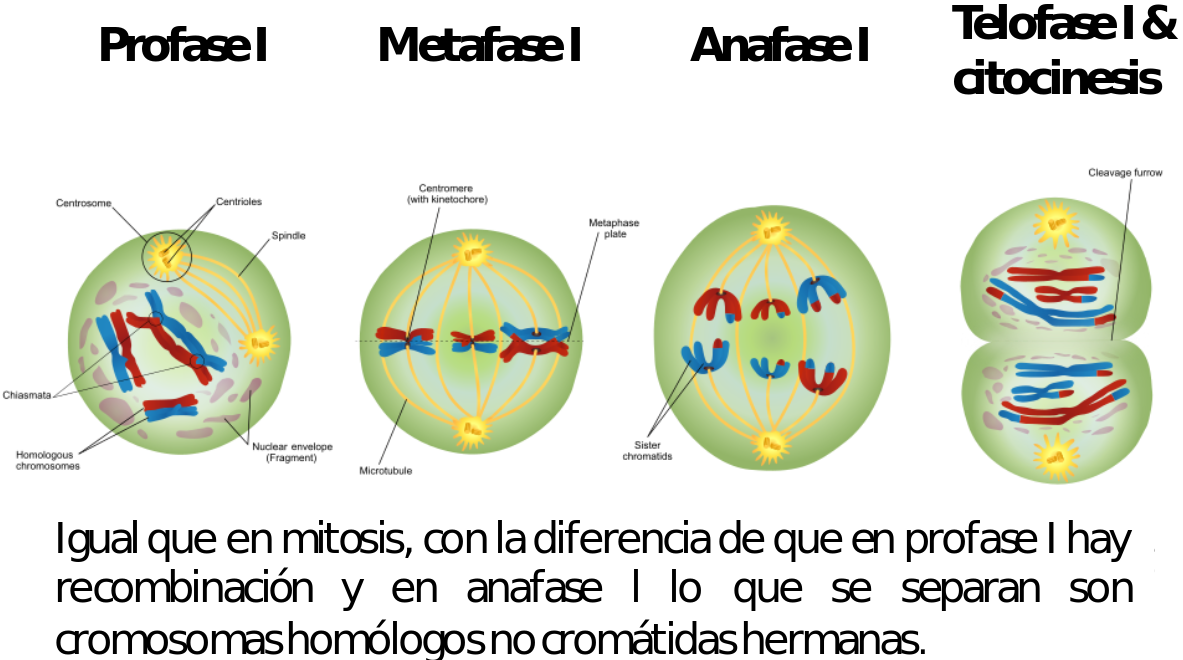 Profase I
Metafase I
Anafase I
Telofase I &
citocinesis
Centrosome
Centrioles
Spindle
Chiasmata
Homologous
chromosomes
Nuclear envelope
(Fragment)
Centromere
(with kinetochore)
Metaphase
plate
Microtubule
Sister
chromatids
Cleavage furrow
Igual que en mitosis, con la diferencia de que en profase I hay
recombinación y en anafase I lo que se separan son
cromosomas homólogos no cromátidas hermanas.